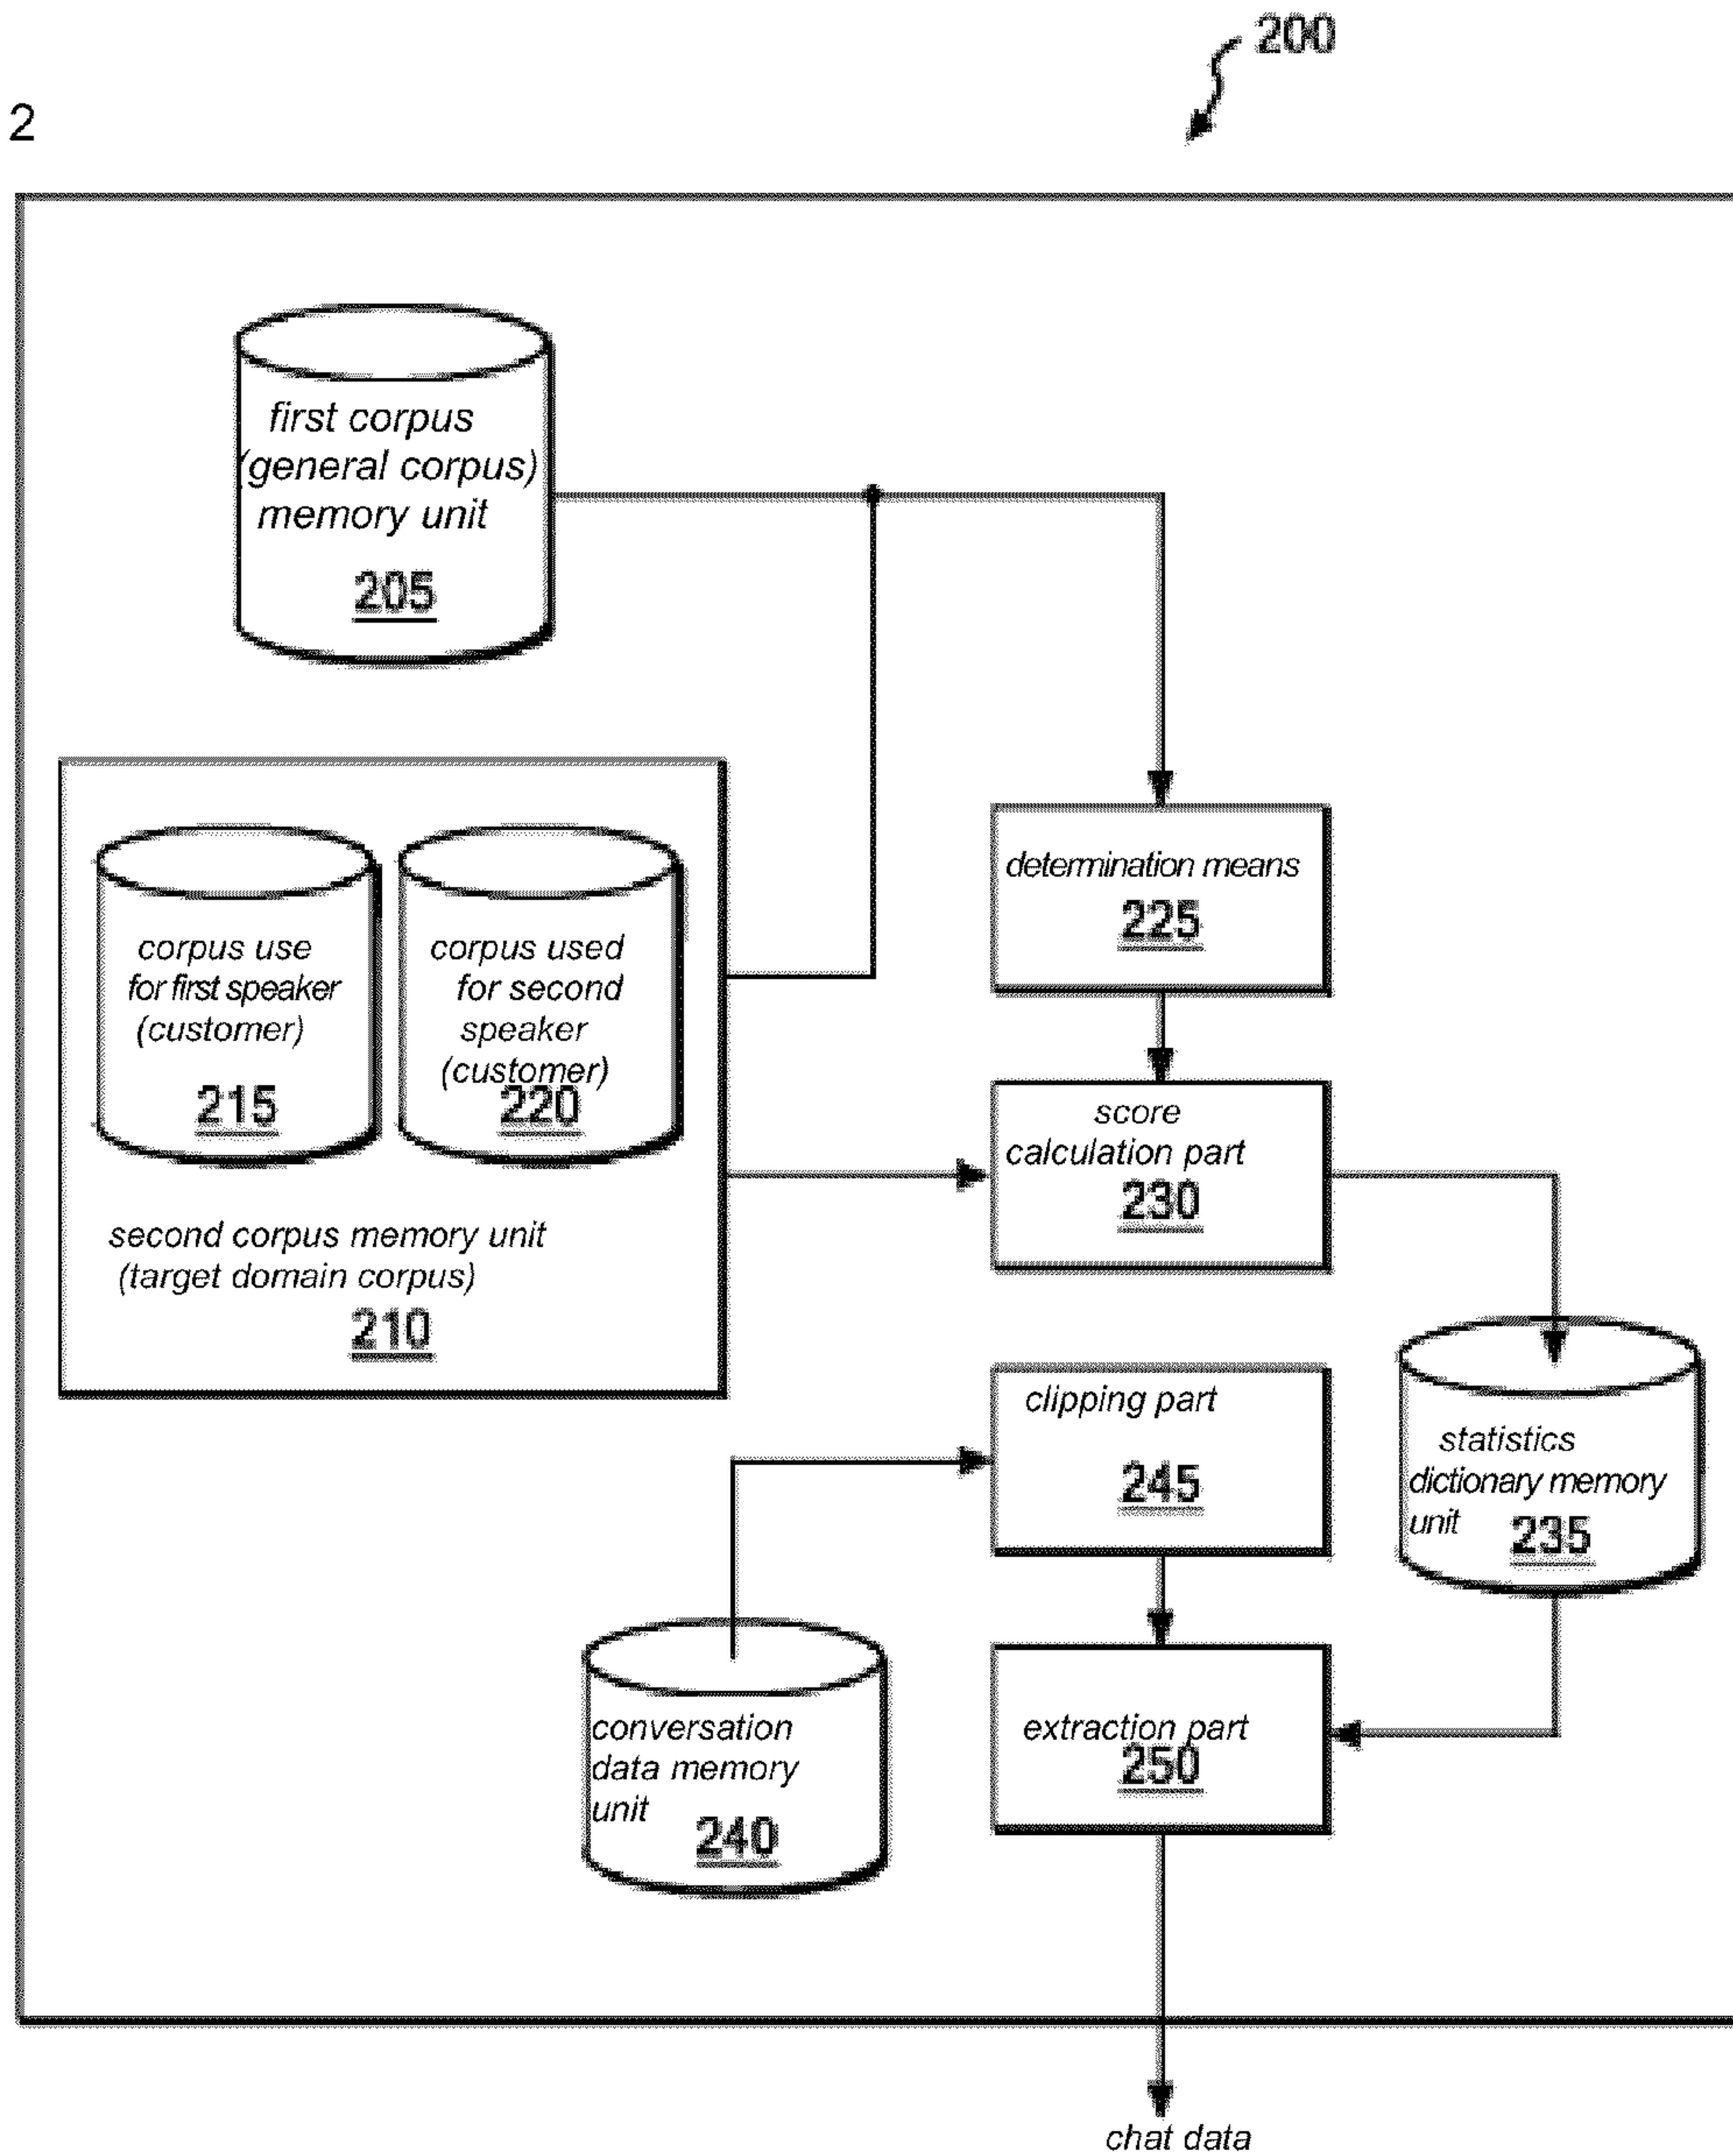 200
2
first corpus
(general corpus)
memory unit
205
corpus use
for first speaker
(customer)
215
corpus used
for second
speaker
(customer)
220
second corpus memory unit
(target domain corpus)
210
determination means
225
score
calculation part
230
clipping part
245
statistics
dictionary memory
unit
235
conversation
data memory
unit
240
extraction part
250
chat data